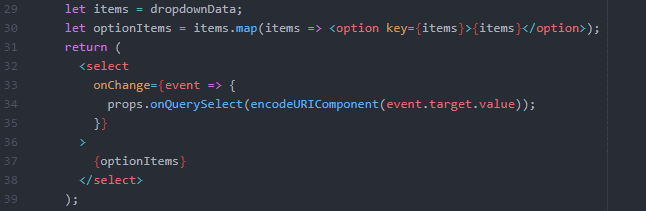 29 let items = dropdownData;
30 let optionItems = items.map(items => <option key={items}>{items}</option>);
31 return (
32 <select
33 onChange={event => {
34 props.onQuerySelect(encodeURIComponent(event.target.value));
35 }}
36 >
37 {optionItems}
38 </select>
39 );